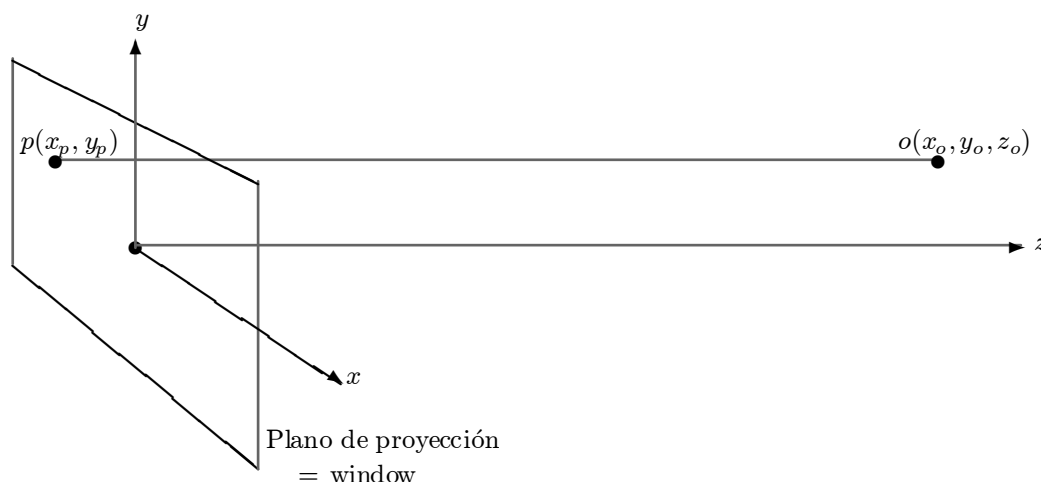 y
p(x_p, y_p)
o(x_o, y_o, z_o)
z
x
Plano de proyección
= window